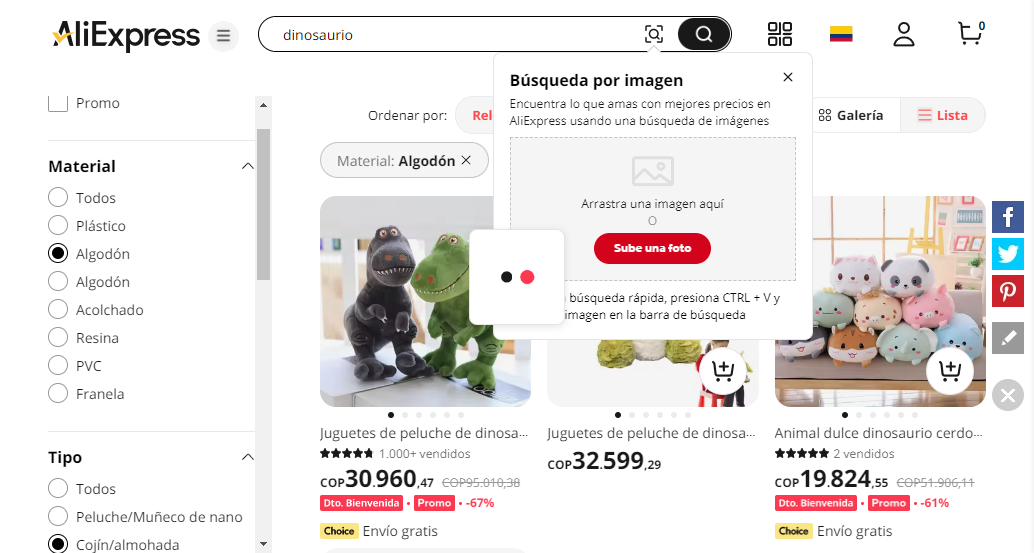 AliExpress
dinosaurio
0
Promo
Material
Todos
Plástico
Algodón
Algodón
Acolchado
Resina
PVC
Franela
Tipo
Todos
Peluche/Muñeco de nano
Cojín/almohada
Ordenar por:
Galería
Lista
Material: Algodón
Búsqueda por imagen
Encuentra lo que amas con mejores precios en
AliExpress usando una búsqueda de imágenes
Arrastra una imagen aquí
O
Sube una foto
búsqueda rápida, presiona CTRL + V y
imagen en la barra de búsqueda
Juguetes de peluche de dinosa...
1.000+ vendidos
COP30.960,47 COP95.010,38
Dto. Bienvenida • Promo • -67%
Choice Envío gratis
Juguetes de peluche de dinosa...
COP32.599,29
Animal dulce dinosaurio cerdo...
2 vendidos
COP19.824,55 COP51.906,11
Dto. Bienvenida • Promo • -61%
Choice Envío gratis